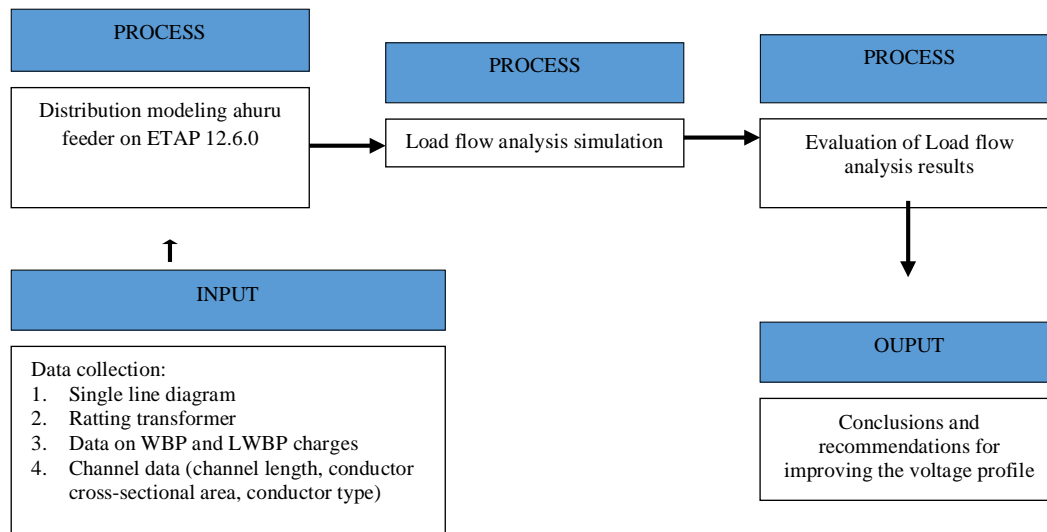 PROCESS
Distribution modeling ahuru
feeder on ETAP 12.6.0
PROCESS
Load flow analysis simulation
PROCESS
Evaluation of Load flow
analysis results
INPUT
Data collection:
1. Single line diagram
2. Ratting transformer
3. Data on WBP and LWBP charges
4. Channel data (channel length, conductor
cross-sectional area, conductor type)
OUPUT
Conclusions and
recommendations for
improving the voltage profile